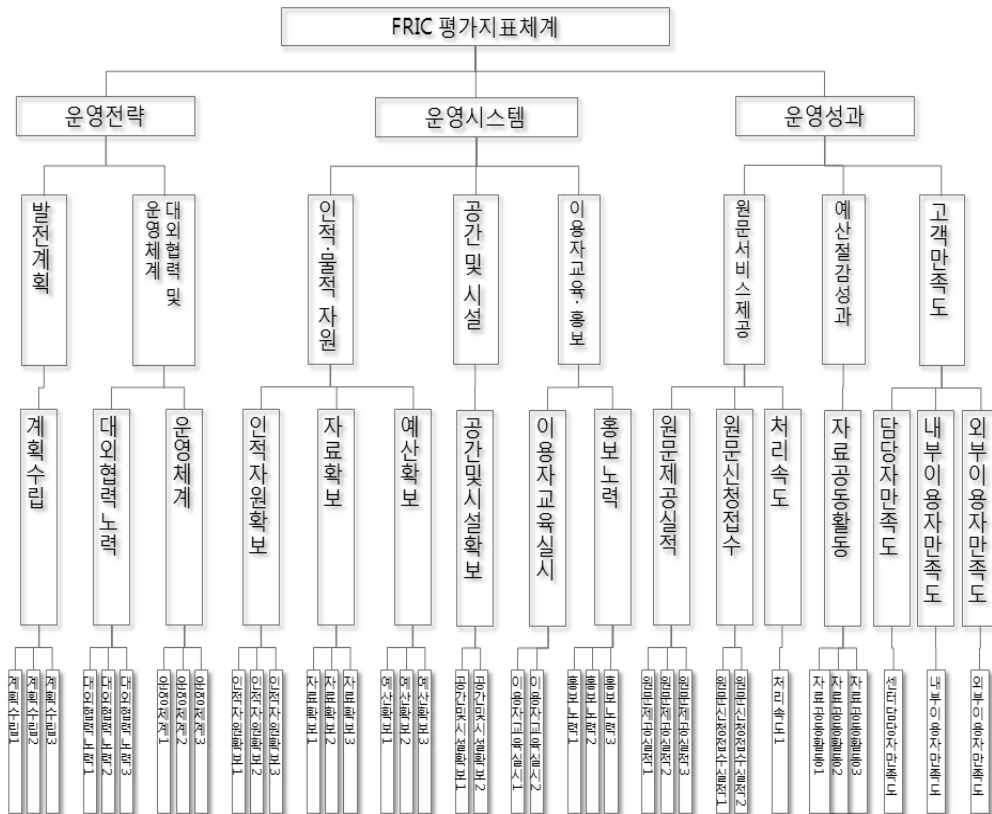 FRIC 평가지표체계
운영전략
운영시스템
운영성과
발전계획
대외협력 및
운영체계
인적·물적 자원
공간 및 시설
이용자교육·홍보
원문서비스제공
예산절감성과
고객만족도
계획수립
대외협력 노력
운영체계
인적자원확보
자료확보
예산확보
공간및시설확보
이용자교육실시
홍보노력
원문제공실적
원문신청접수
처리속도
자료공동활동
담당자만족도
내부이용자만족도
외부이용자만족도
계획수립1
계획수립2
계획수립3
대외협력 노력1
대외협력 노력2
대외협력 노력3
운영체계1
운영체계2
운영체계3
인적자원확보1
인적자원확보2
인적자원확보3
자료확보1
자료확보2
자료확보3
예산확보1
예산확보2
예산확보3
공간및시설확보1
공간및시설확보2
이용자교육실시1
이용자교육실시2
홍보노력1
홍보노력2
홍보노력3
원문제공실적1
원문제공실적2
원문제공실적3
원문신청접수실적1
원문신청접수실적2
처리속도1
자료공동활동1
자료공동활동2
자료공동활동3
센터담당자만족도
내부이용자만족도
외부이용자만족도